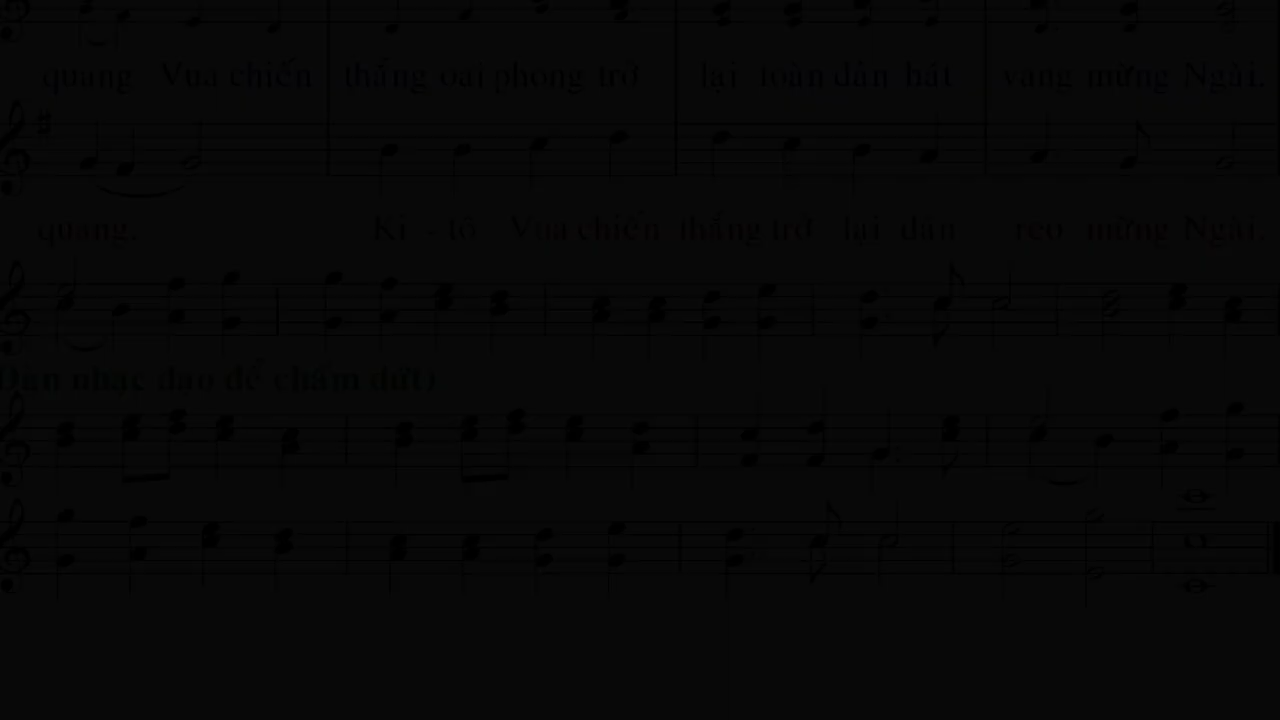 quang Vua chiến thắng oai phong trở lại toàn dân hát vang mừng Ngài.
quang. Ki - tô Vua chiến thắng trở lại dân reo mừng Ngài.
Dạn nhạc dạo để chấm dứt)